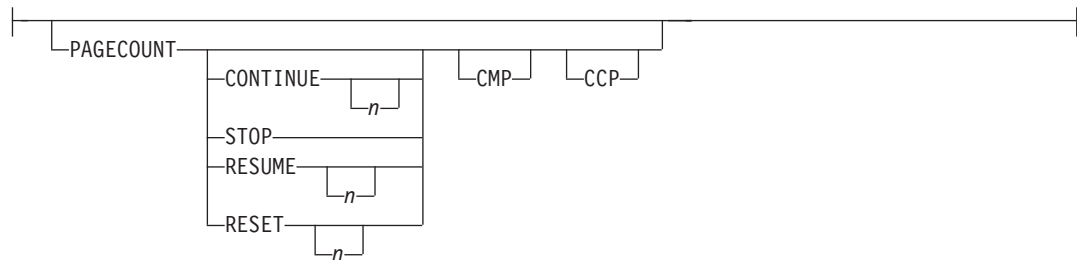 PAGECOUNT
CONTINUE
n
CMP
CCP
STOP
RESUME
n
RESET
n